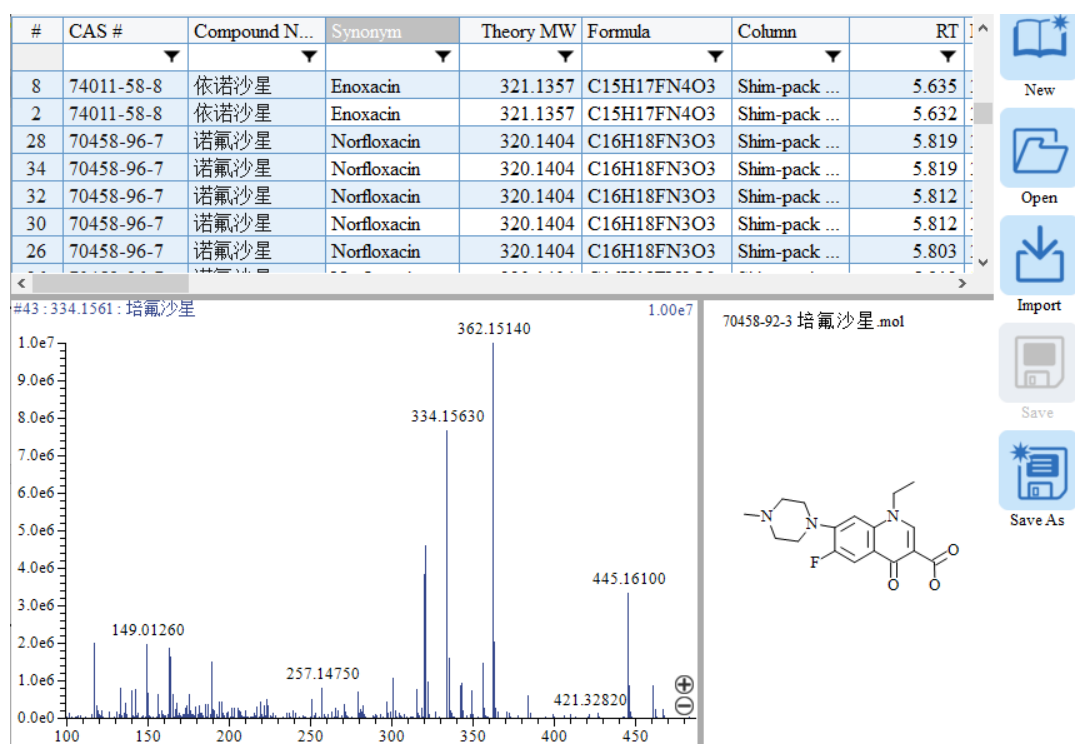 # CAS # Compound N... Synonym Theory MW Formula Column RT
8 74011-58-8 依诺沙星 Enoxacin 321.1357 C15H17FN4O3 Shim-pack ... 5.635
2 74011-58-8 依诺沙星 Enoxacin 321.1357 C15H17FN4O3 Shim-pack ... 5.632
28 70458-96-7 诺氟沙星 Norfloxacin 320.1404 C16H18FN3O3 Shim-pack ... 5.819
34 70458-96-7 诺氟沙星 Norfloxacin 320.1404 C16H18FN3O3 Shim-pack ... 5.819
32 70458-96-7 诺氟沙星 Norfloxacin 320.1404 C16H18FN3O3 Shim-pack ... 5.812
30 70458-96-7 诺氟沙星 Norfloxacin 320.1404 C16H18FN3O3 Shim-pack ... 5.812
26 70458-96-7 诺氟沙星 Norfloxacin 320.1404 C16H18FN3O3 Shim-pack ... 5.803
New
Open
Import
Save
Save As
#43 : 334.1561 : 培氟沙星 1.00e7
362.15140
1.0e7
9.0e6
334.15630
8.0e6
7.0e6
6.0e6
5.0e6
4.0e6
445.16100
3.0e6
149.01260
2.0e6
257.14750
1.0e6
421.32820
0.0e0
100 150 200 250 300 350 400 450
70458-92-3 培氟沙星.mol
N
N
N
F
O
O
O